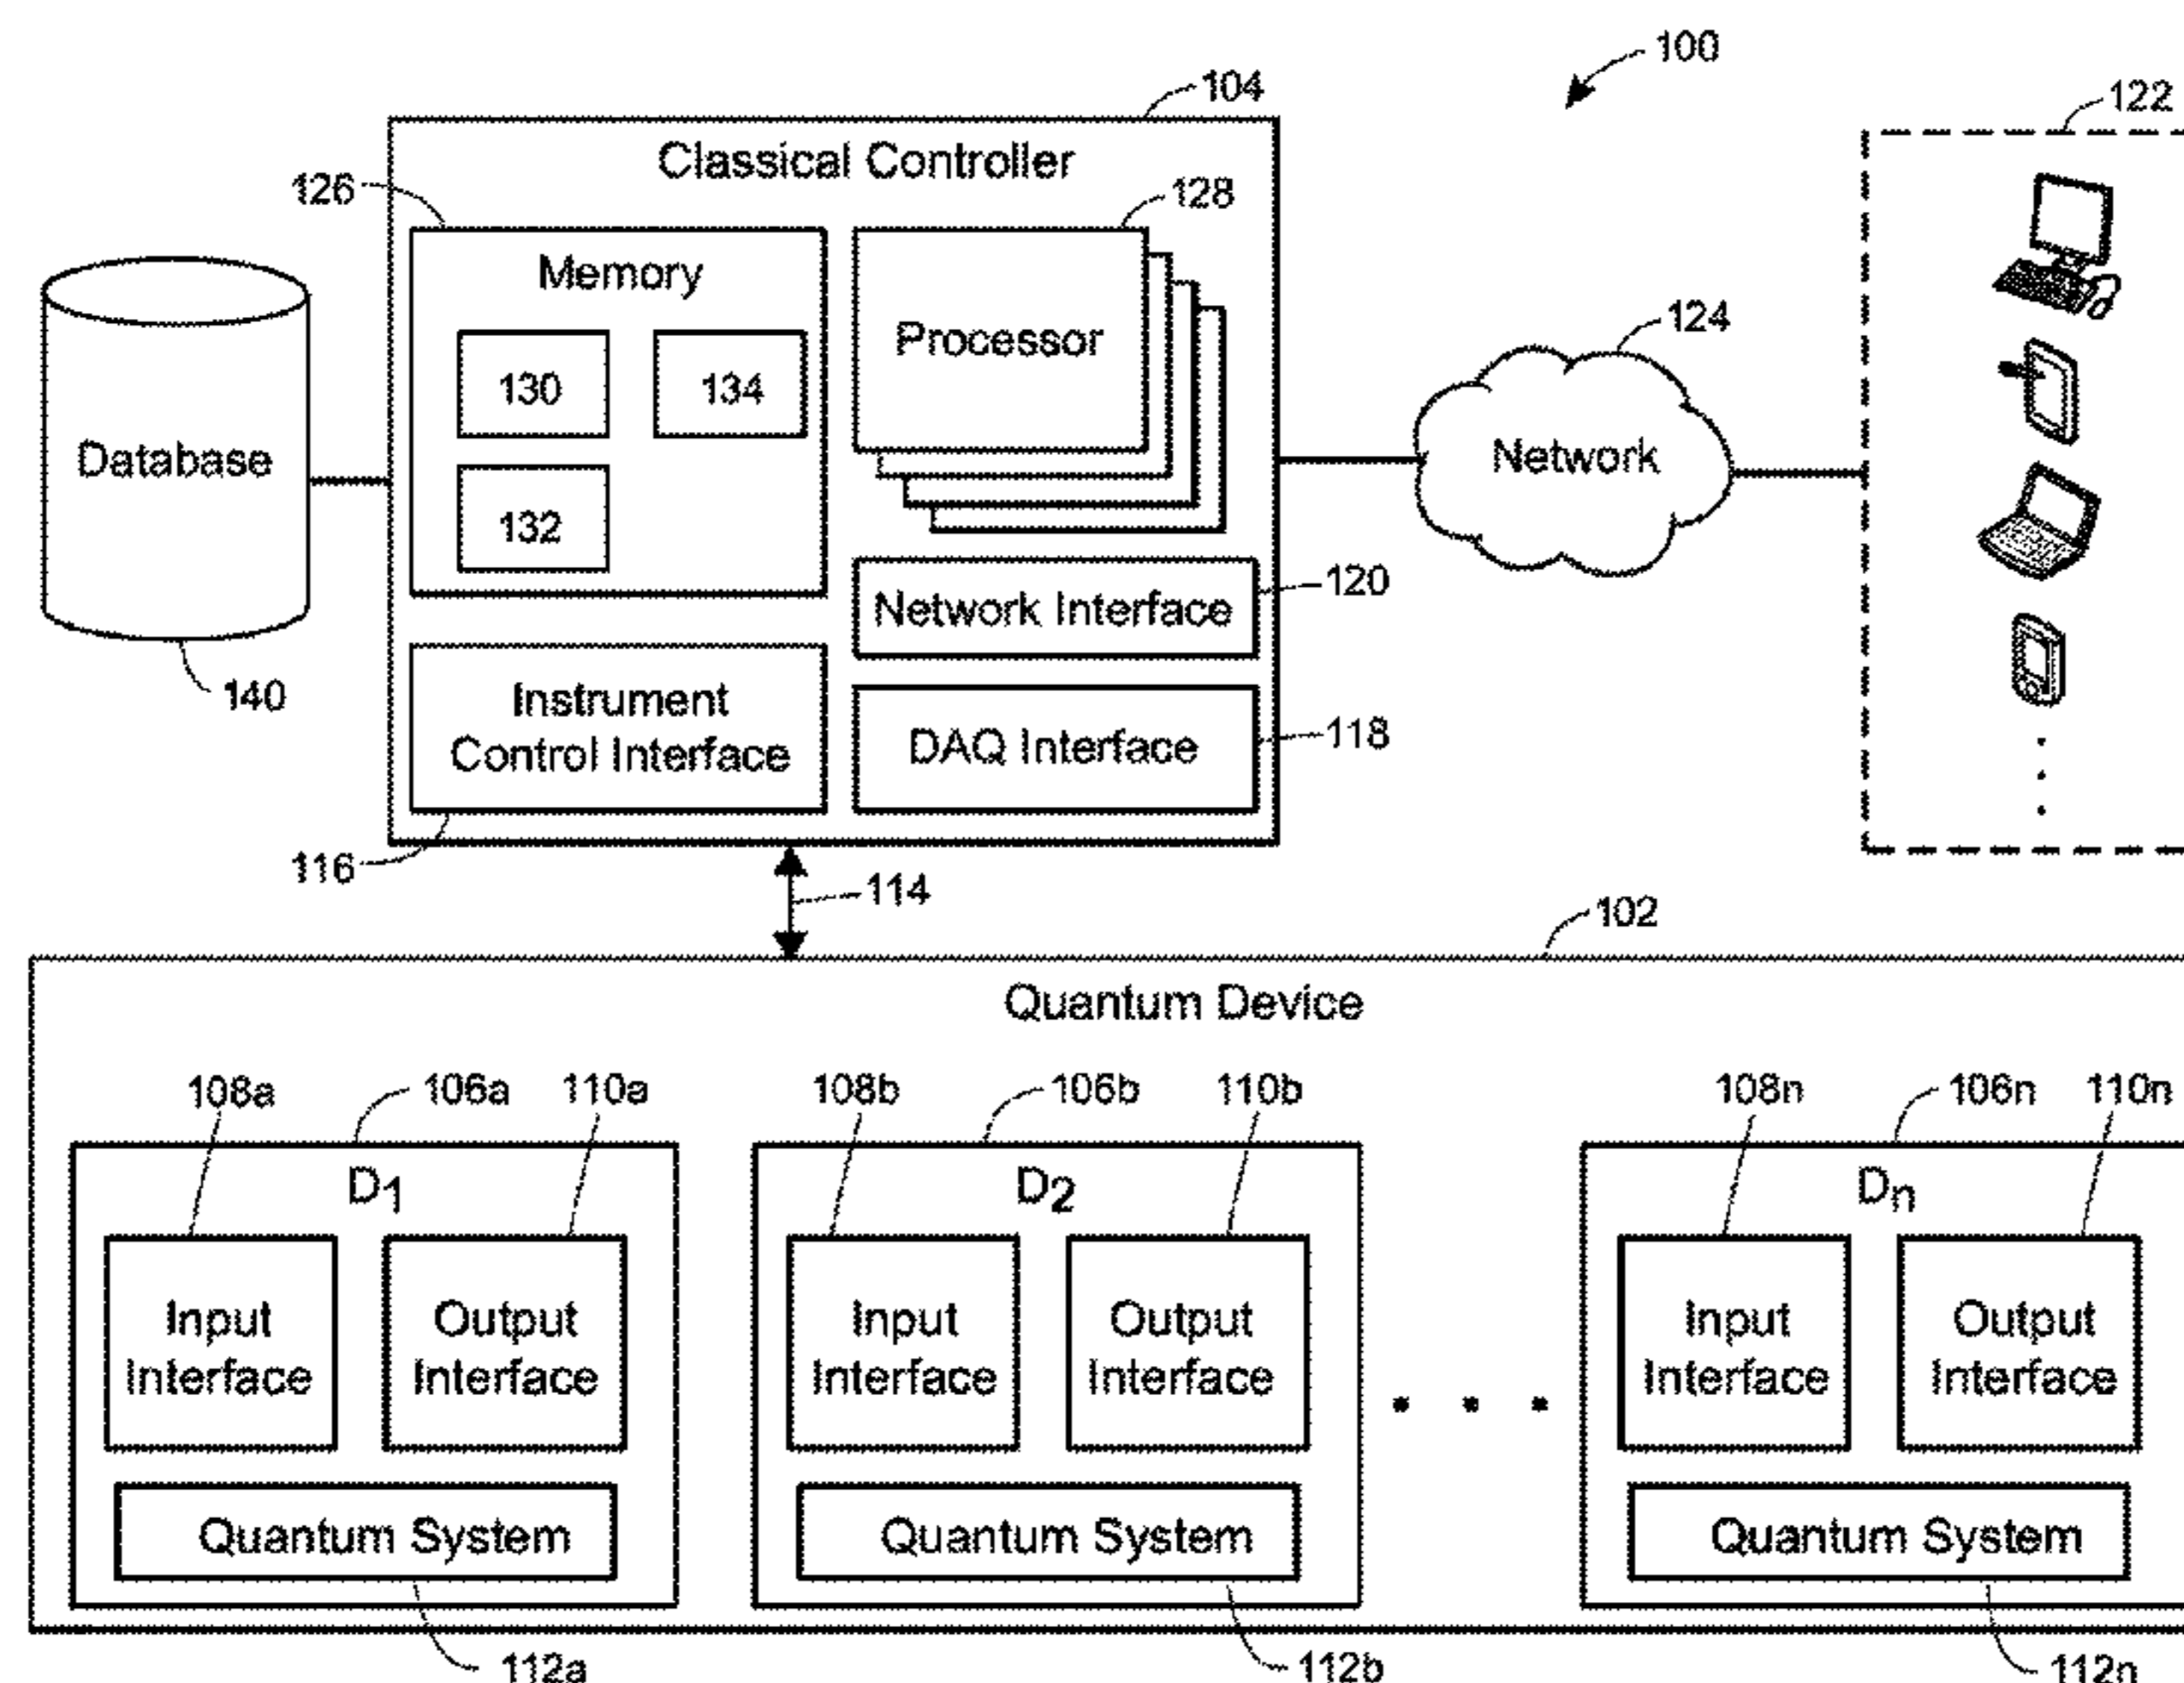 100
104
122
Classical Controller
126
128
Memory
Processor
124
130
134
Database
Network
132
120
Network Interface
140
Instrument
Control Interface
118
DAQ Interface
116
114
102
Quantum Device
108a
106a
110a
108b
106b
110b
108n
106n
110n
D1
D2
Dn
Input
Interface
Output
Interface
Input
Interface
Output
Interface
Input
Interface
Output
Interface
Quantum System
Quantum System
Quantum System
112a
112b
112n